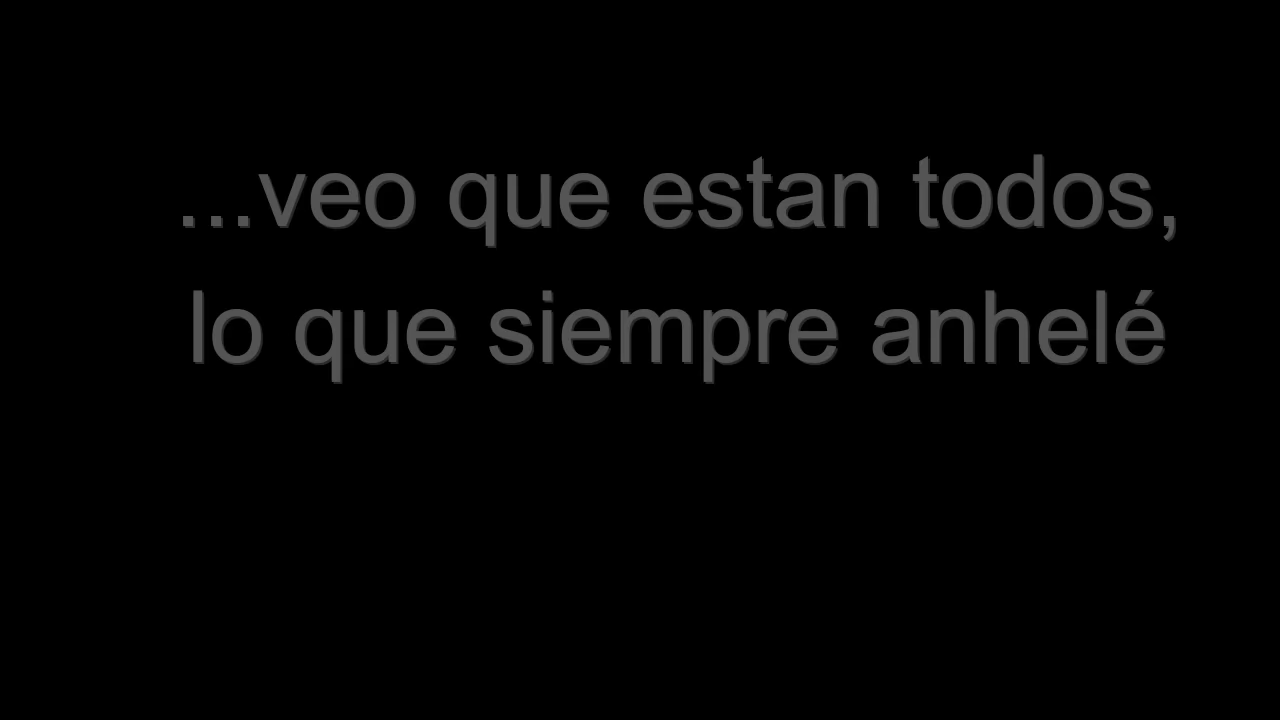 ...veo que estan todos,
lo que siempre anhelé